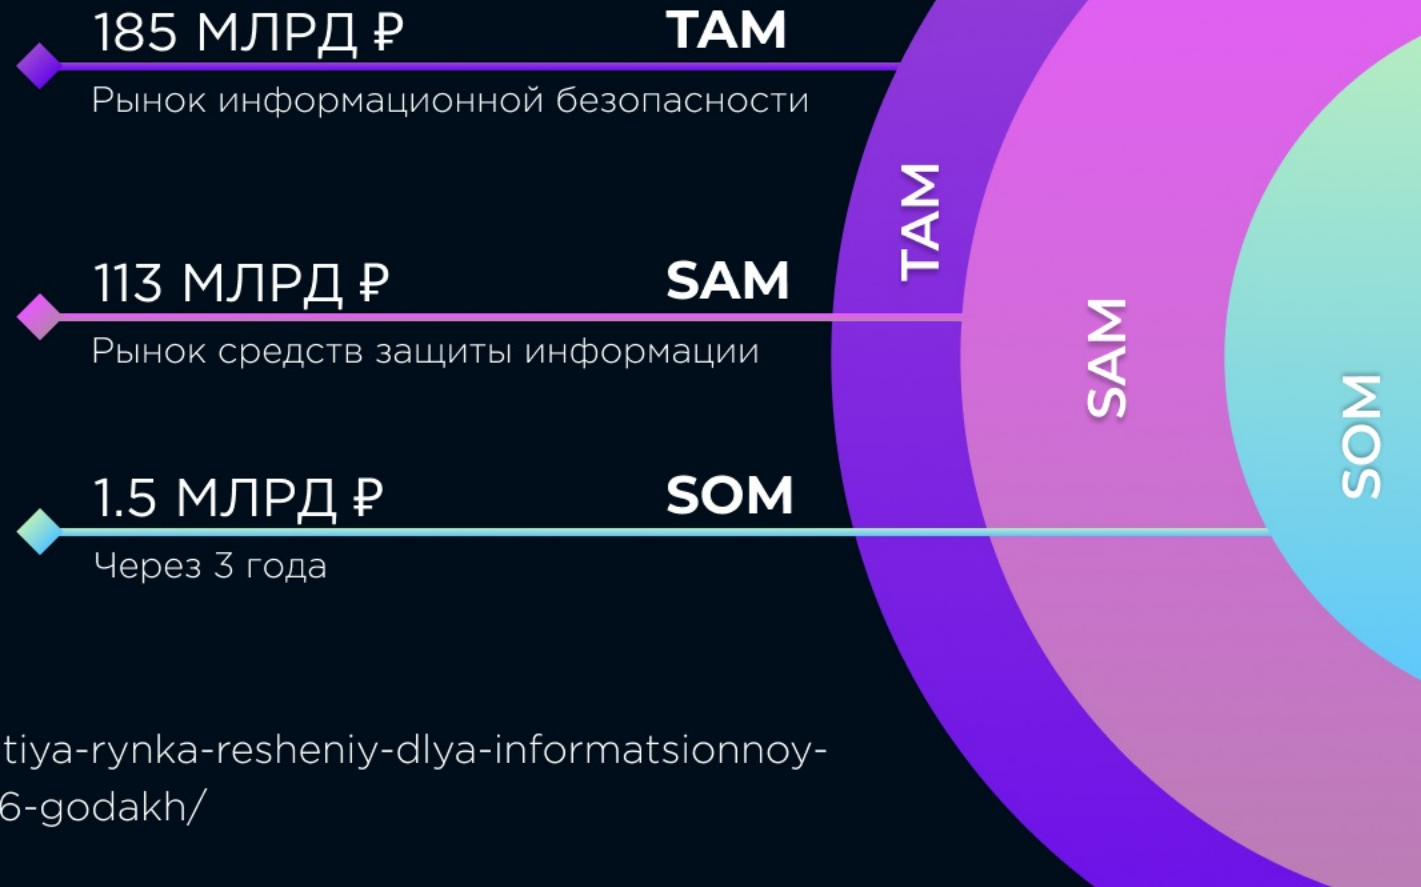 185 МЛРД ₽ TAM
Рынок информационной безопасности
TAM
113 МЛРД ₽ SAM
Рынок средств защиты информации
SAM
1.5 МЛРД ₽ SOM
Через 3 года
SOM
tiya-rynka-resheniy-dlya-informatsionnoy-
6-godakh/